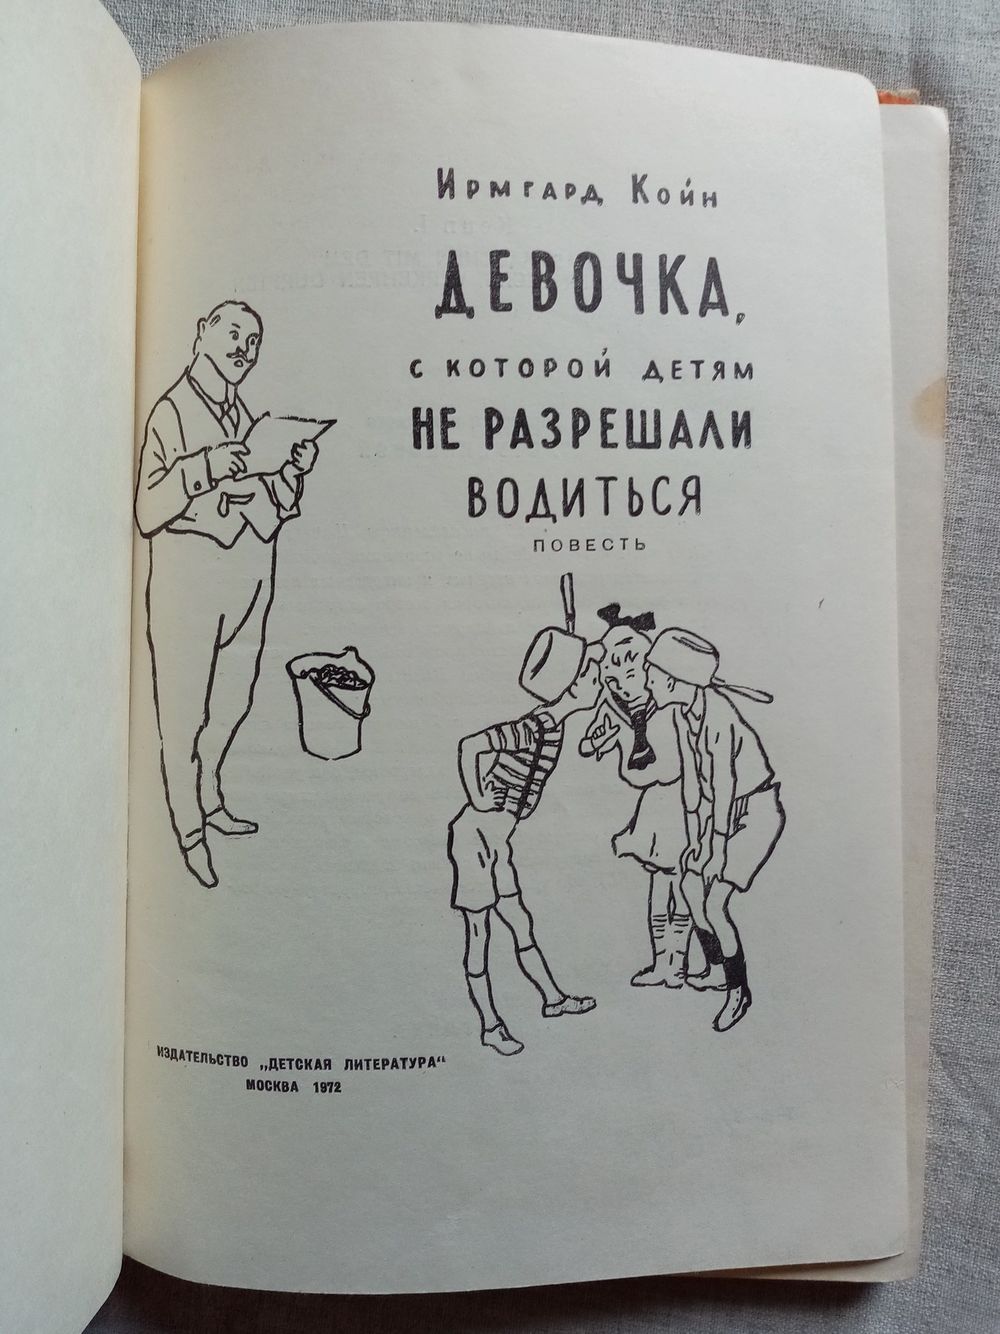 Ирмгард Койн
ДЕВОЧКА,
С КОТОРОЙ ДЕТЯМ
НЕ РАЗРЕШАЛИ
ВОДИТЬСЯ
ПОВЕСТЬ
ИЗДАТЕЛЬСТВО „ДЕТСКАЯ ЛИТЕРАТУРА“
МОСКВА 1972